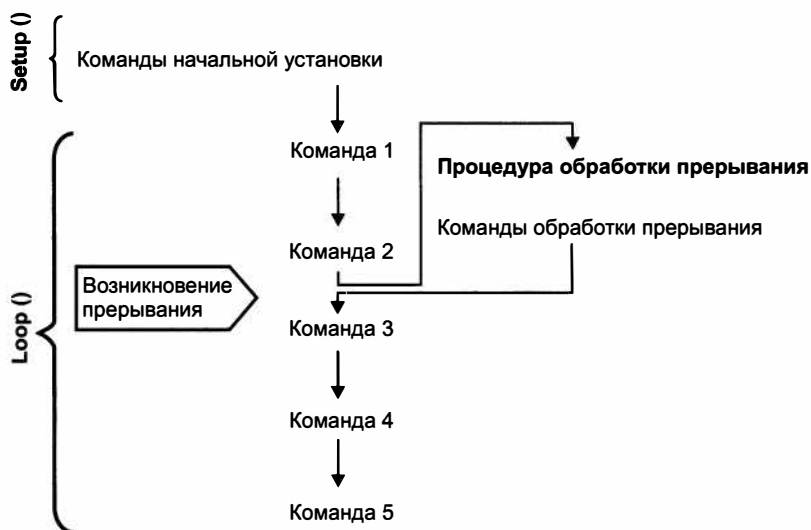 Setup ()
Команды начальной установки
Команда 1
Процедура обработки прерывания
Команда 2
Команды обработки прерывания
Возникновение
прерывания
Loop ()
Команда 3
Команда 4
Команда 5